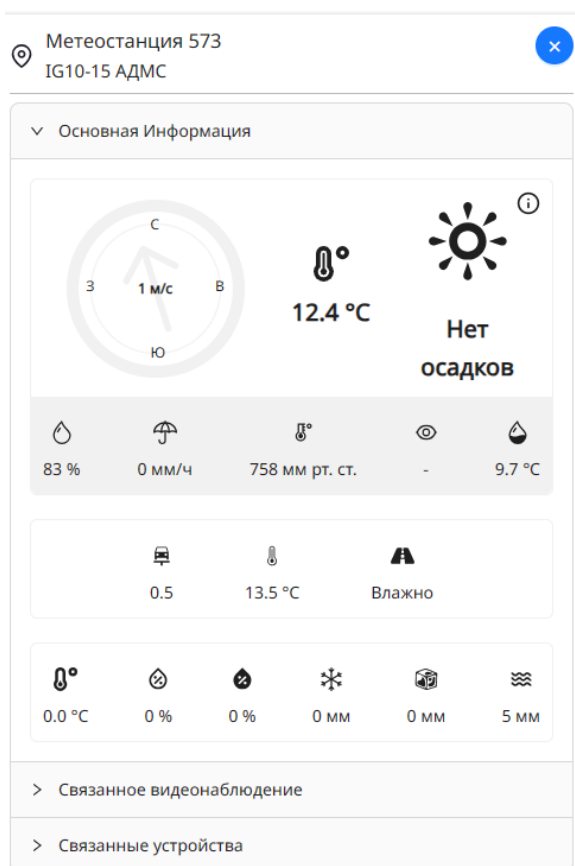 Метеостанция 573
IG10-15 АДМС
Основная Информация
С
З
1 м/с
В
Ю
12.4 °C
Нет
осадков
83 %
0 мм/ч
758 мм рт. ст.
-
9.7 °C
0.5
13.5 °C
Влажно
0.0 °C
0 %
0 %
0 мм
0 мм
5 мм
Связанное видеонаблюдение
Связанные устройства